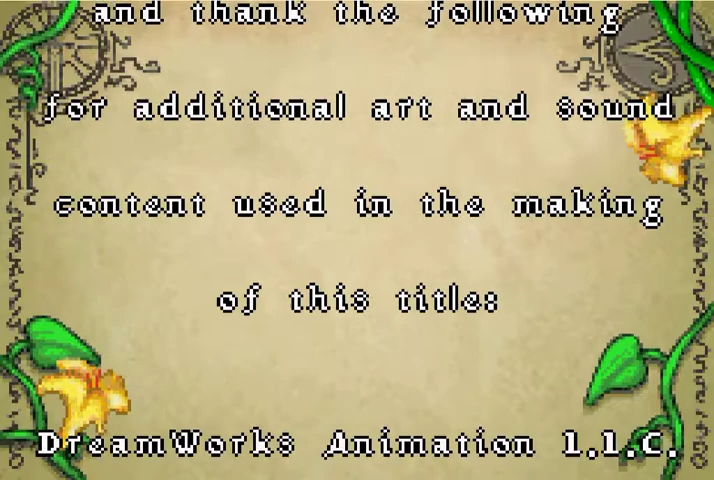 and thank the following
for additional art and sound
content used in the making
of this title:
DreamWorks Animation l.l.C.